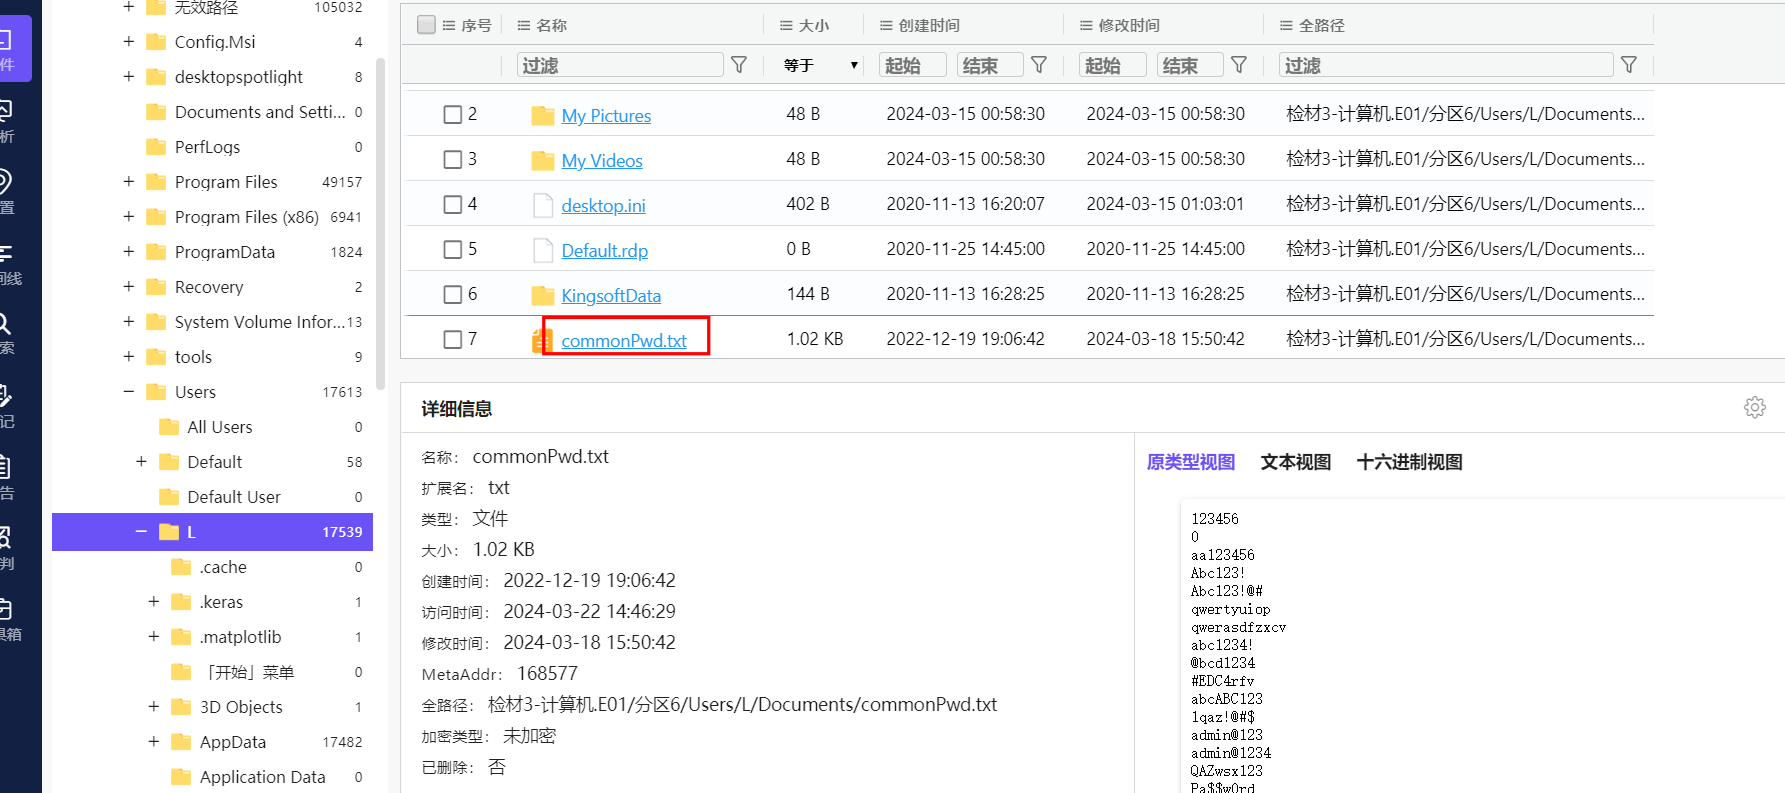 件
析
置
间线
索
记
告
判
具箱
无效路径 105032
Config.Msi 4
desktopspotlight 8
Documents and Setti... 0
PerfLogs 0
Program Files 49157
Program Files (x86) 6941
ProgramData 1824
Recovery 2
System Volume Infor... 13
tools 9
Users 17613
All Users 0
Default 58
Default User 0
L 17539
.cache 0
.keras 1
.matplotlib 1
「开始」菜单 0
3D Objects 1
AppData 17482
Application Data 0
序号 名称 大小 创建时间 修改时间 全路径
过滤 等于 起始 结束 起始 结束 过滤
2 My Pictures 48 B 2024-03-15 00:58:30 2024-03-15 00:58:30 检材3-计算机.E01/分区6/Users/L/Documents...
3 My Videos 48 B 2024-03-15 00:58:30 2024-03-15 00:58:30 检材3-计算机.E01/分区6/Users/L/Documents...
4 desktop.ini 402 B 2020-11-13 16:20:07 2024-03-15 01:03:01 检材3-计算机.E01/分区6/Users/L/Documents...
5 Default.rdp 0 B 2020-11-25 14:45:00 2020-11-25 14:45:00 检材3-计算机.E01/分区6/Users/L/Documents...
6 KingsoftData 144 B 2020-11-13 16:28:25 2020-11-13 16:28:25 检材3-计算机.E01/分区6/Users/L/Documents...
7 commonPwd.txt 1.02 KB 2022-12-19 19:06:42 2024-03-18 15:50:42 检材3-计算机.E01/分区6/Users/L/Documents...
详细信息
名称： commonPwd.txt
扩展名： txt
类型： 文件
大小： 1.02 KB
创建时间： 2022-12-19 19:06:42
访问时间： 2024-03-22 14:46:29
修改时间： 2024-03-18 15:50:42
MetaAddr： 168577
全路径： 检材3-计算机.E01/分区6/Users/L/Documents/commonPwd.txt
加密类型： 未加密
已删除： 否
原类型视图 文本视图 十六进制视图
123456
0
aa123456
Abc123!
Abc123!@#
qwertyuiop
qwerasdfzxcv
abc1234!
@bcd1234
#EDC4rfv
abcABC123
1qaz!@#$
admin@123
admin@1234
QAZwsx123
Pa$$w0rd